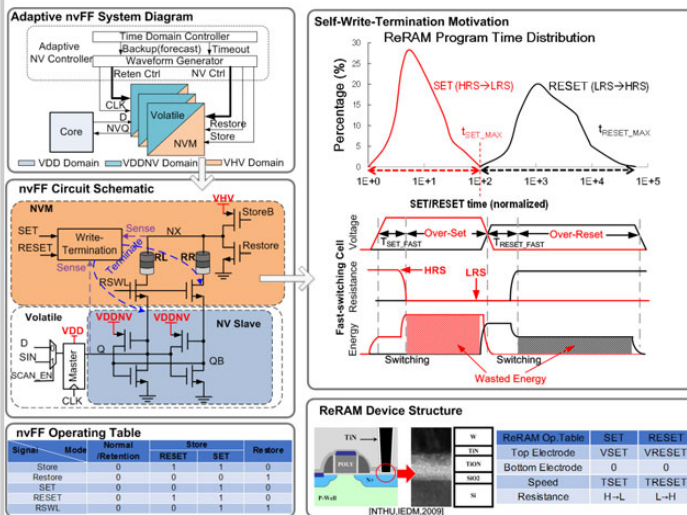 Adaptive nvFF System Diagram
Time Domain Controller
Adaptive
NV Controller
Backup(forecast)
Timeout
Waveform Generator
Reten Ctrl
NV Ctrl
CLK
D
NVQ
Core
Volatile
NVM
Restore
Store
VDD Domain
VDDNV Domain
VHV Domain
nvFF Circuit Schematic
NVM
VHV
StoreB
Sense
NX
SET
RESET
Write-
Termination
Terminate
Restore
RL
RR
Sense
RSWL
Volatile
VDDNV
VDDNV
NV Slave
VDD
D
SIN
SCAN_EN
Master
Q
QB
CLK
nvFF Operating Table
Signal Mode Normal /Retention Store Restore
RESET SET
Store 0 1 1 0
Restore 0 0 0 1
SET 0 0 1 0
RESET 0 1 1 0
RSWL 0 0 1 1
Self-Write-Termination Motivation
ReRAM Program Time Distribution
Percentage (%)
30
25
20
15
10
5
0
SET (HRS→LRS)
RESET (LRS→HRS)
tSET_MAX
tRESET_MAX
1E+0 1E+1 1E+2 1E+3 1E+4 1E+5
SET/RESET time (normalized)
Fast-switching Cell
Voltage
TSET_FAST
Over-Set
TRESET_FAST
Over-Reset
Resistance
HRS
LRS
Energy
Switching
Switching
Wasted Energy
ReRAM Device Structure
TiN
POLY
N+
P-Well
W
TiN
TiON
SiO2
Si
[NTHU,IEDM,2009]
ReRAM Op.Table SET RESET
Top Electrode VSET VRESET
Bottom Electrode 0 0
Speed TSET TRESET
Resistance H→L L→H